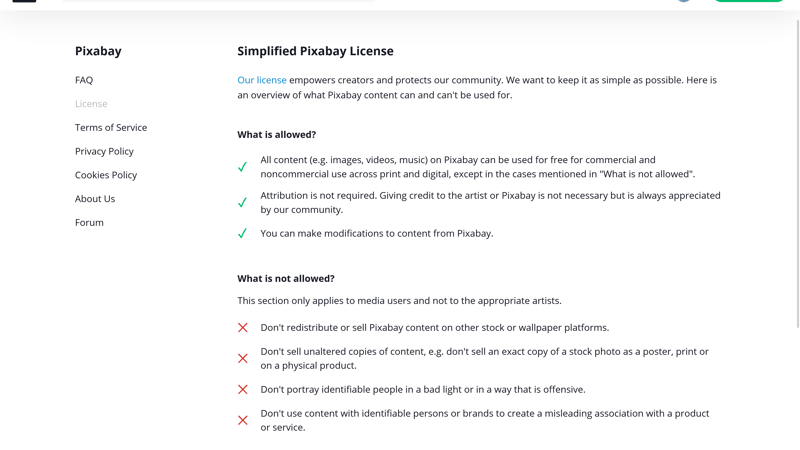 Pixabay
FAQ
License
Terms of Service
Privacy Policy
Cookies Policy
About Us
Forum
Simplified Pixabay License
Our license empowers creators and protects our community. We want to keep it as simple as possible. Here is
an overview of what Pixabay content can and can't be used for.
What is allowed?
All content (e.g. images, videos, music) on Pixabay can be used for free for commercial and
noncommercial use across print and digital, except in the cases mentioned in "What is not allowed".
Attribution is not required. Giving credit to the artist or Pixabay is not necessary but is always appreciated
by our community.
You can make modifications to content from Pixabay.
What is not allowed?
This section only applies to media users and not to the appropriate artists.
Don't redistribute or sell Pixabay content on other stock or wallpaper platforms.
Don't sell unaltered copies of content, e.g. don't sell an exact copy of a stock photo as a poster, print or
on a physical product.
Don't portray identifiable people in a bad light or in a way that is offensive.
Don't use content with identifiable persons or brands to create a misleading association with a product
or service.